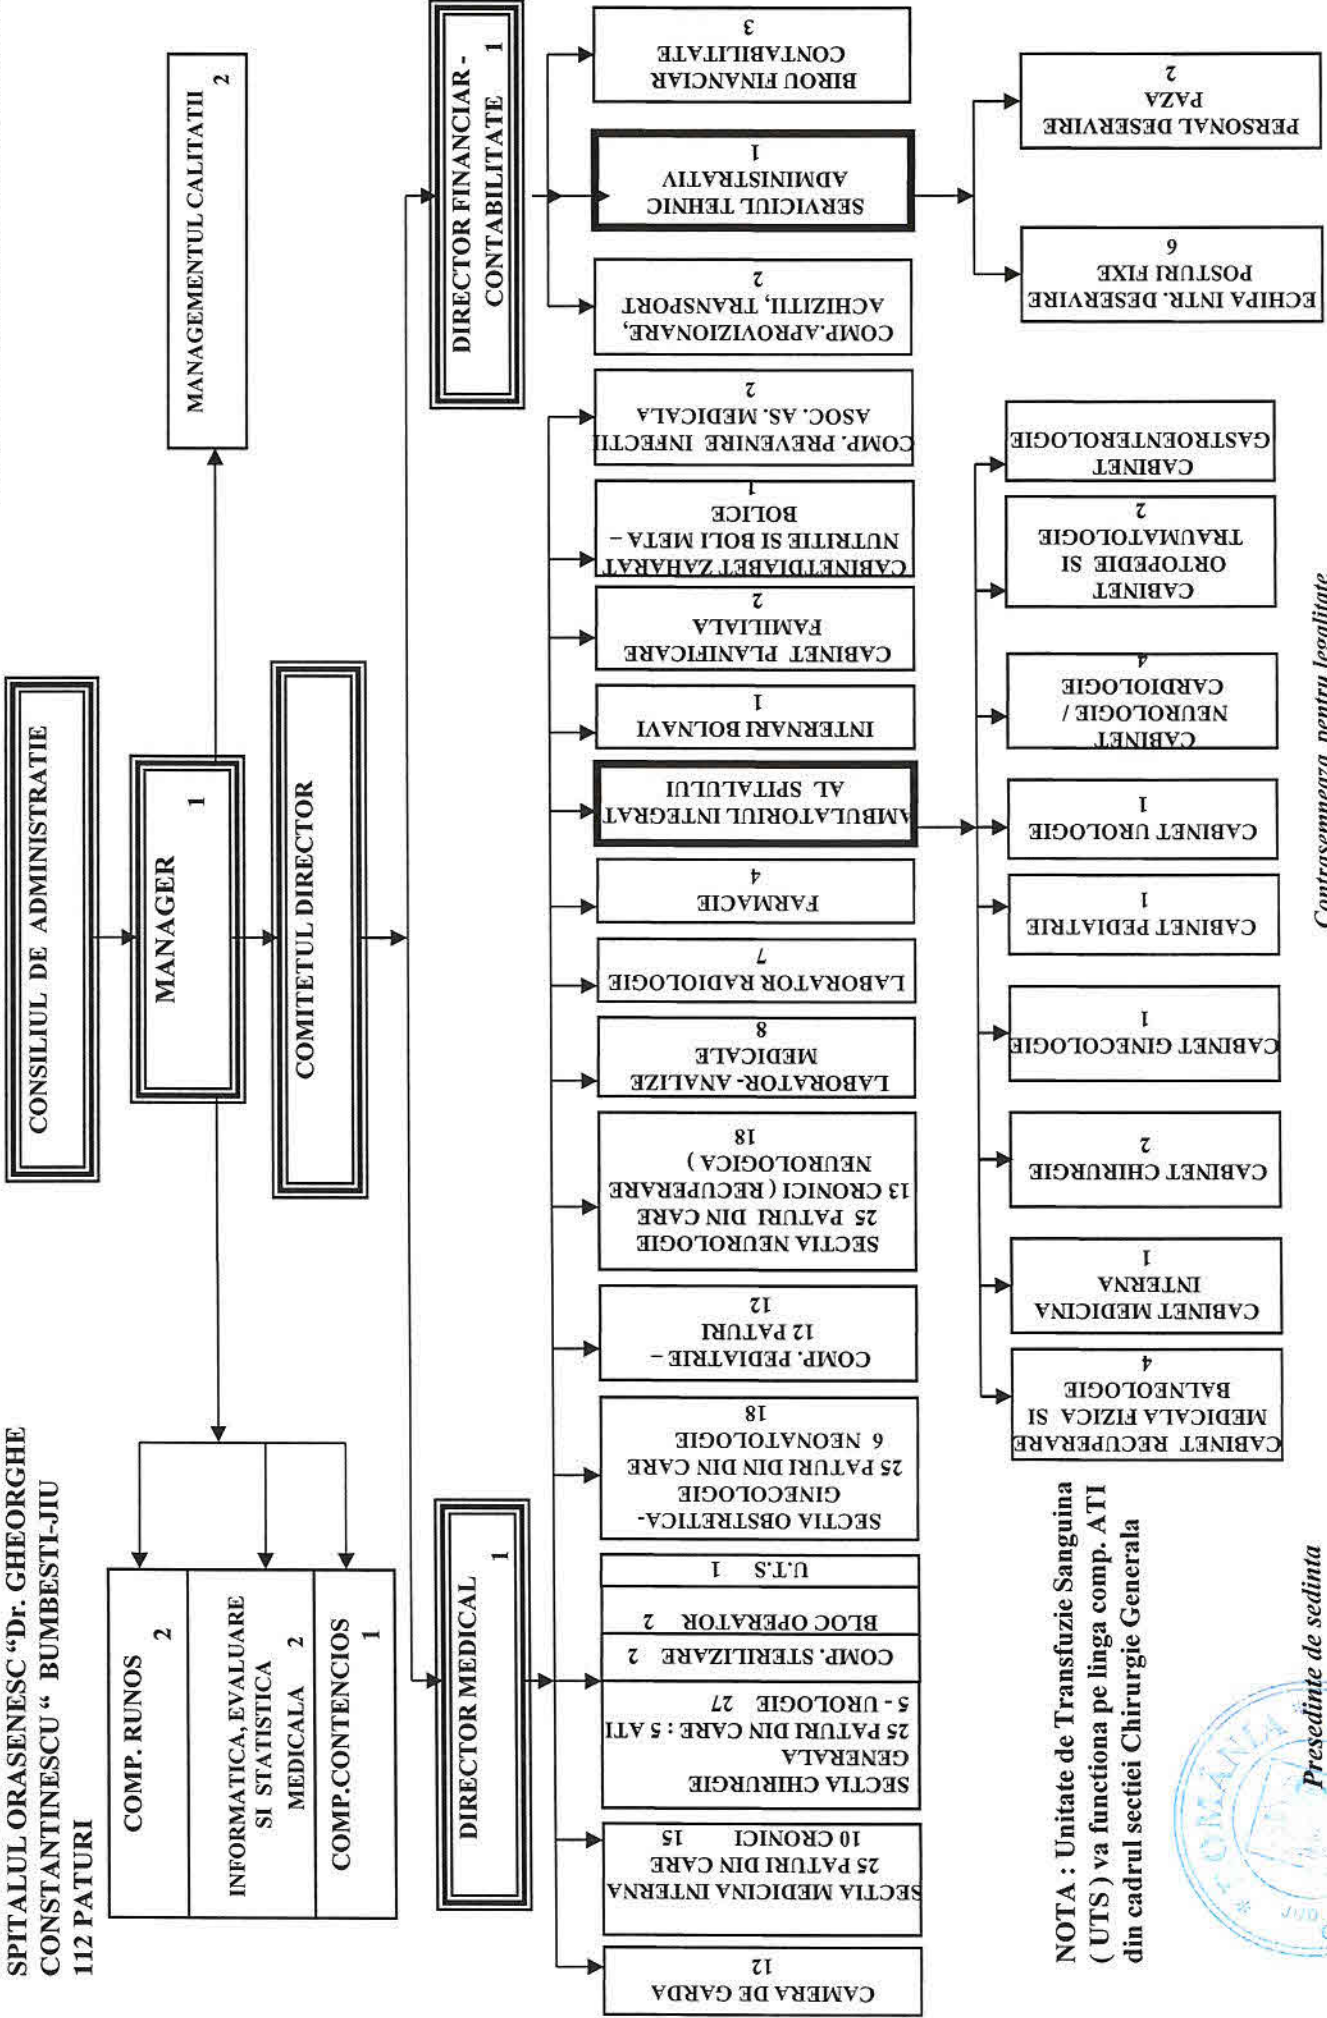 SPITALUL ORASENESC “Dr. GHEORGHE
CONSTANTINESCU “ BUMBESTI-JIU
112 PATURI
CONSILIUL DE ADMINISTRATIE
MANAGER
1
COMITETUL DIRECTOR
MANAGEMENTUL CALITATII
2
COMP. RUNOS
2
INFORMATICA, EVALUARE
SI STATISTICA
MEDICALA 2
COMP.CONTENCIOS
1
DIRECTOR MEDICAL
1
DIRECTOR FINANCIAR -
CONTABILITATE 1
CAMERA DE GARDA
12
SECTIA MEDICINA INTERNA
25 PATURI DIN CARE
10 CRONICI 15
SECTIA CHIRURGIE
GENERALA
25 PATURI DIN CARE : 5 ATI
5 - UROLOGIE 27
COMP. STERILIZARE 2
BLOC OPERATOR 2
U.T.S 1
SECTIA OBSTRETICA-
GINECOLOGIE
25 PATURI DIN DIN CARE
6 NEONATOLOGIE
18
COMP. PEDIATRIE –
12 PATURI
12
SECTIA NEUROLOGIE
25 PATURI DIN CARE
13 CRONICI ( RECUPERARE
NEUROLOGICA )
18
LABORATOR- ANALIZE
MEDICALE
8
LABORATOR RADIOLOGIE
7
FARMACIE
4
AMBULATORIUL INTEGRAT
AL SPITALULUI
INTERNARI BOLNAVI
1
CABINET PLANIFICARE
FAMILIALA
2
CABINETDIABET ZAHARAT
NUTRITIE SI BOLI META –
BOLICE
1
COMP. PREVENIRE INFECTII
ASOC. AS. MEDICALA
2
COMP.APROVIZIONARE,
ACHIZITII, TRANSPORT
2
SERVICIUL TEHNIC
ADMINISTRATIV
1
BIROU FINANCIAR
CONTABILITATE
3
CABINET RECUPERARE
MEDICALA FIZICA SI
BALNEOLOGIE
4
CABINET MEDICINA
INTERNA
1
CABINET CHIRURGIE
2
CABINET GINECOLOGIE
1
CABINET PEDIATRIE
1
CABINET UROLOGIE
1
CABINET
NEUROLOGIE /
CARDIOLOGIE
4
CABINET
ORTOPEDIE SI
TRAUMATOLOGIE
2
CABINET
GASTROENTEROLOGIE
ECHIPA INTR. DESERVIRE
POSTURI FIXE
6
PERSONAL DESERVIRE
PAZA
2
NOTA : Unitate de Transfuzie Sanguina
( UTS ) va functiona pe linga comp. ATI
din cadrul sectiei Chirurgie Generala
Presedinte de sedinta
Contrasemneaza pentru legalitate
ROMÂNIA